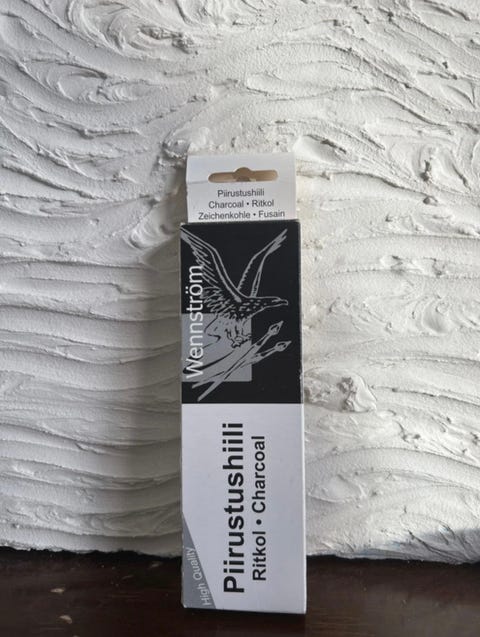 Piirustushiili
Charcoal • Ritkol
Zeichenkohle • Fusain
Wennström
Piirustushiili
Ritkol • Charcoal
High Quality